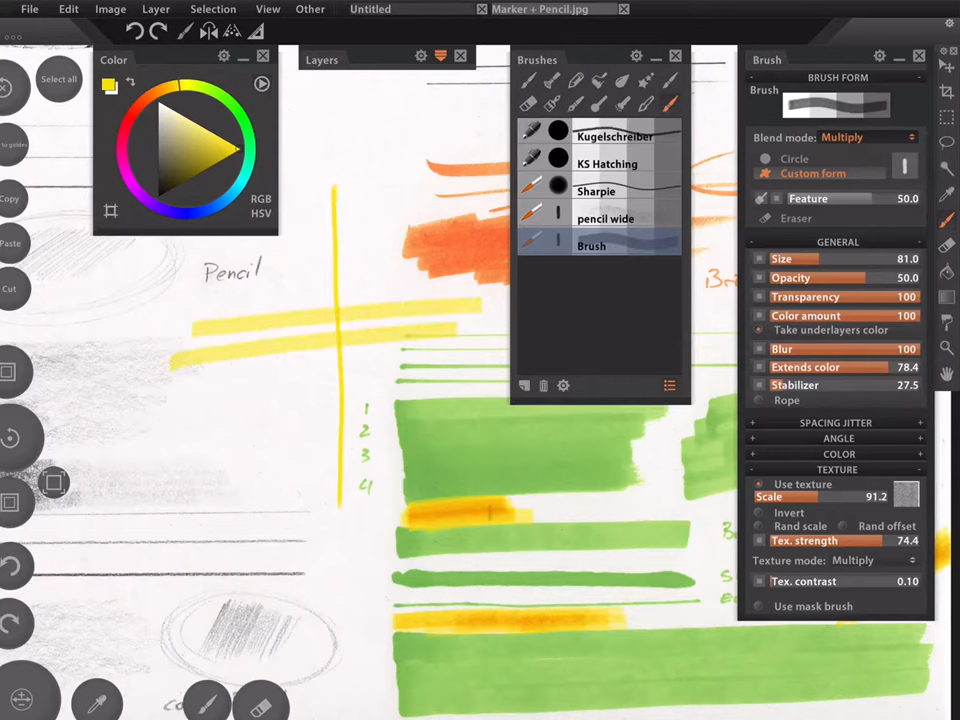 File Edit Image Layer Selection View Other Untitled Marker + Pencil.jpg
Select all
to guides
Copy
Paste
Cut
Color
RGB
HSV
Layers
Brushes
Kugelschreiber
KS Hatching
Sharpie
pencil wide
Brush
Brush
BRUSH FORM
Brush
Blend mode: Multiply
Circle
Custom form
Feature 50.0
Eraser
GENERAL
Size 81.0
Opacity 50.0
Transparency 100
Color amount 100
Take underlayers color
Blur 100
Extends color 78.4
Stabilizer 27.5
Rope
+ SPACING JITTER +
+ ANGLE +
+ COLOR +
- TEXTURE -
Use texture
Scale 91.2
Invert
Rand scale Rand offset
Tex. strength 74.4
Texture mode: Multiply
Tex. contrast 0.10
Use mask brush
Pencil
1
2
3
4